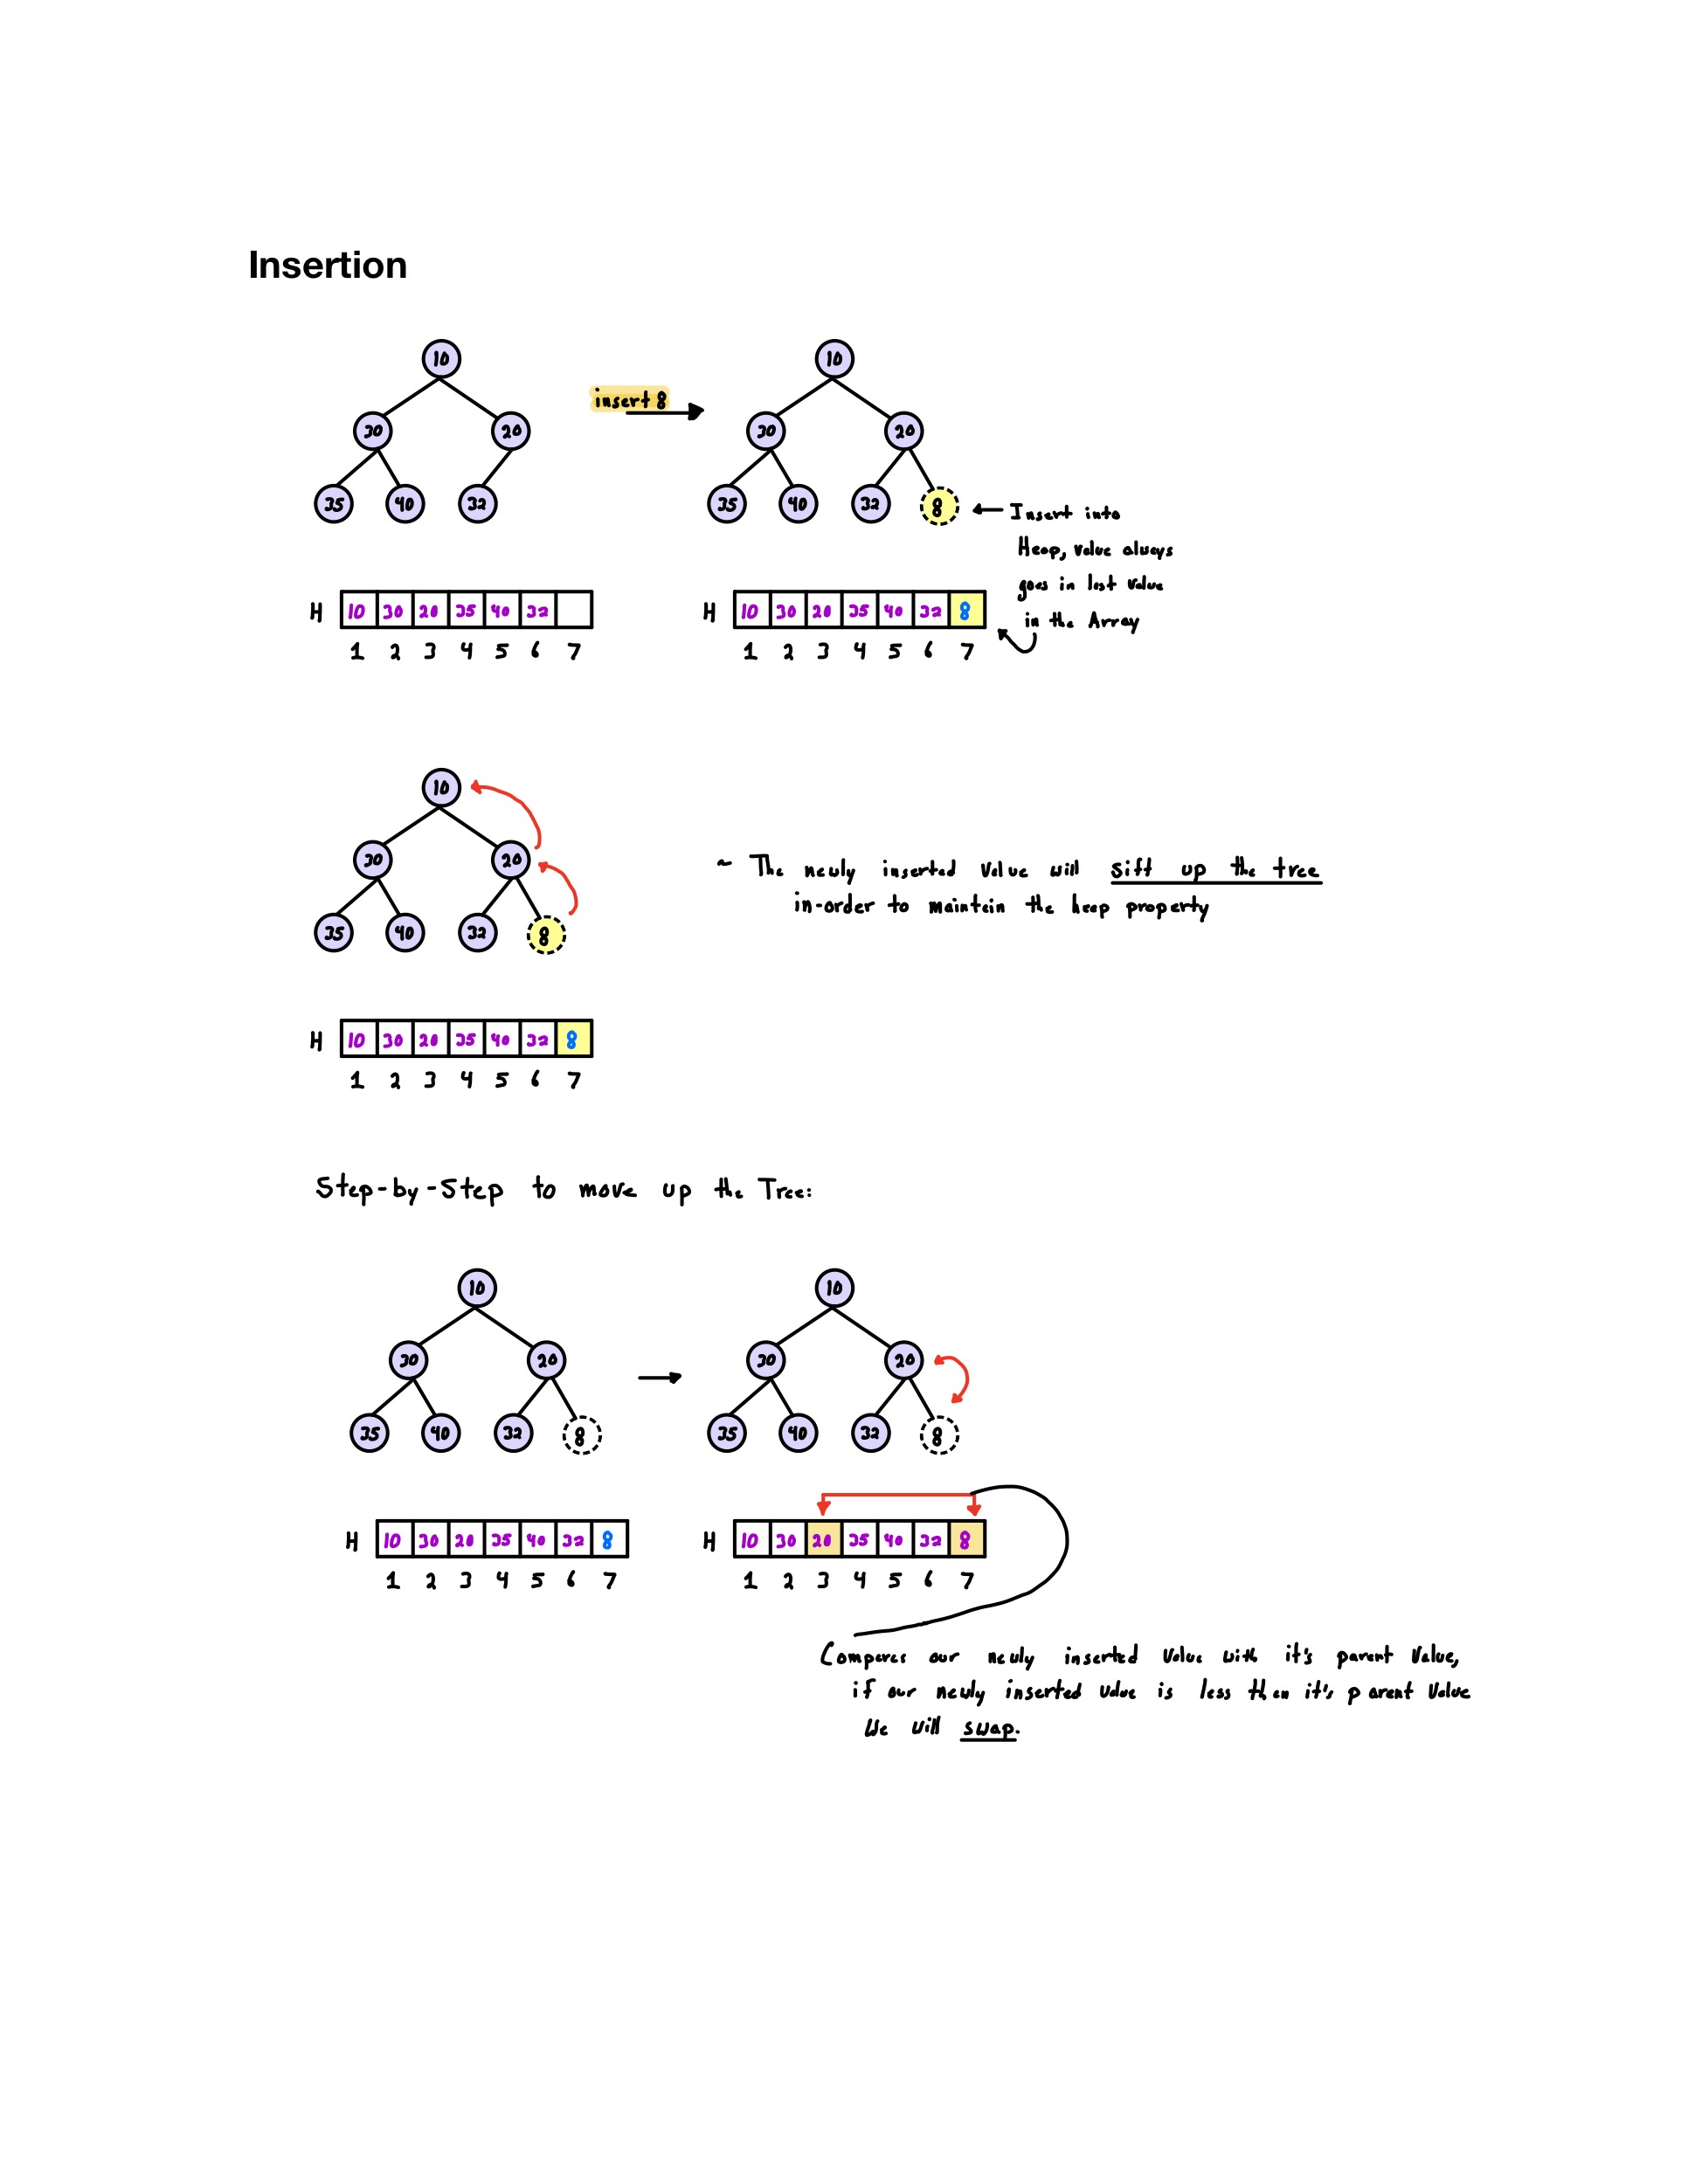 Insertion
10
30 20
35 40 32
insert 8
10
30 20
35 40 32 8
Insert into
Heap, value always
goes in last value
in the Array
H 10 30 20 35 40 32
1 2 3 4 5 6 7
H 10 30 20 35 40 32 8
1 2 3 4 5 6 7
10
30 20
35 40 32 8
~ The newly inserted value will sift up the tree
in-order to maintain the heap property
H 10 30 20 35 40 32 8
1 2 3 4 5 6 7
Step-by-Step to move up the Tree:
10
30 20
35 40 32 8
10
30 20
35 40 32 8
H 10 30 20 35 40 32 8
1 2 3 4 5 6 7
H 10 30 20 35 40 32 8
1 2 3 4 5 6 7
Compares our newly inserted value with it's parent value,
if our newly inserted value is less then it's parent value
We will swap.